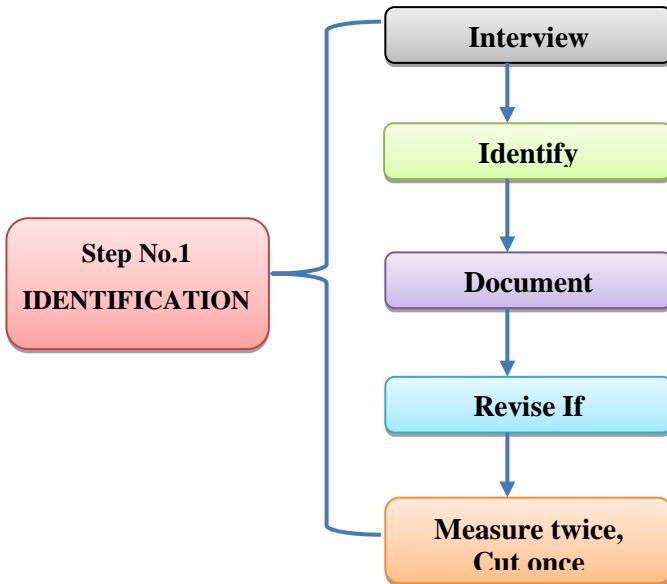 Interview
Identify
Step No.1
IDENTIFICATION
Document
Revise If
Measure twice,
Cut once